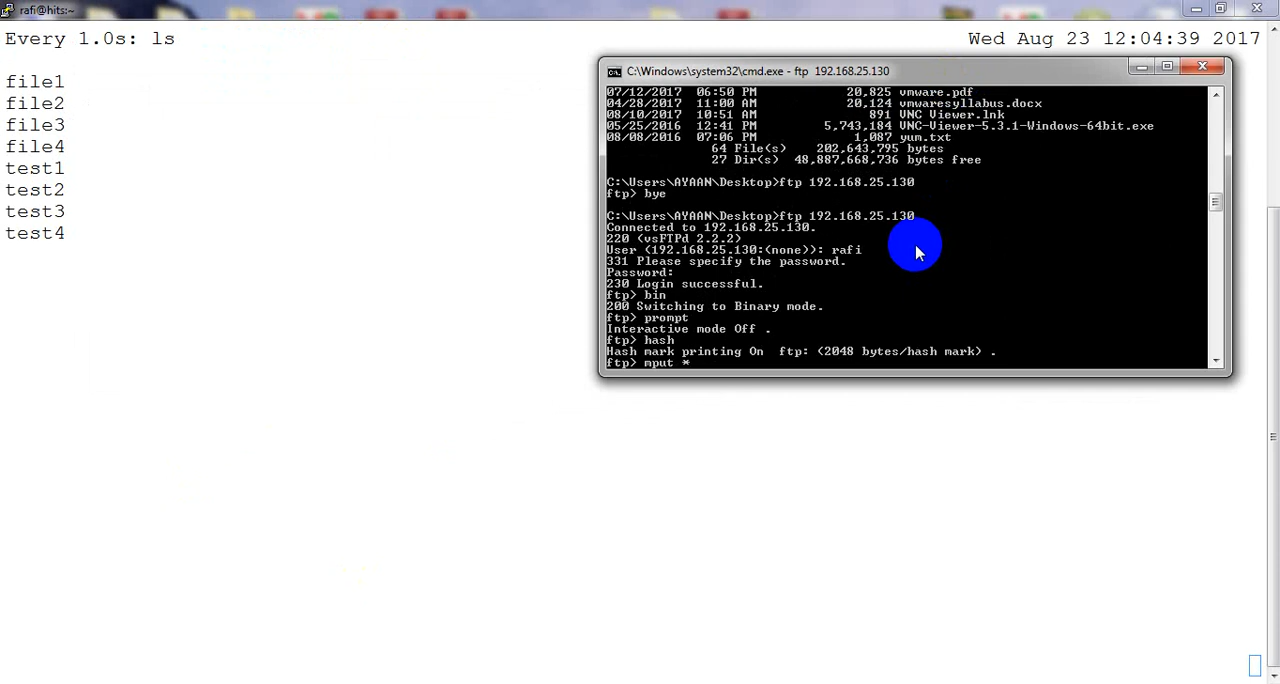 rafi@hits:~
Every 1.0s: ls
Wed Aug 23 12:04:39 2017
file1
file2
file3
file4
test1
test2
test3
test4
C:\Windows\system32\cmd.exe - ftp 192.168.25.130
07/12/2017 06:50 PM 20,825 vmware.pdf
04/28/2017 11:00 AM 20,124 vmwaresyllabus.docx
08/10/2017 10:51 AM 891 VNC Viewer.lnk
05/25/2016 12:41 PM 5,743,184 VNC-Viewer-5.3.1-Windows-64bit.exe
08/08/2016 07:06 PM 1,087 yum.txt
64 File(s) 202,643,795 bytes
27 Dir(s) 48,887,668,736 bytes free
C:\Users\AYAAN\Desktop>ftp 192.168.25.130
ftp> bye
C:\Users\AYAAN\Desktop>ftp 192.168.25.130
Connected to 192.168.25.130.
220 (vsFTPd 2.2.2)
User (192.168.25.130:(none)): rafi
331 Please specify the password.
Password:
230 Login successful.
ftp> bin
200 Switching to Binary mode.
ftp> prompt
Interactive mode Off .
ftp> hash
Hash mark printing On ftp: (2048 bytes/hash mark) .
ftp> mput *